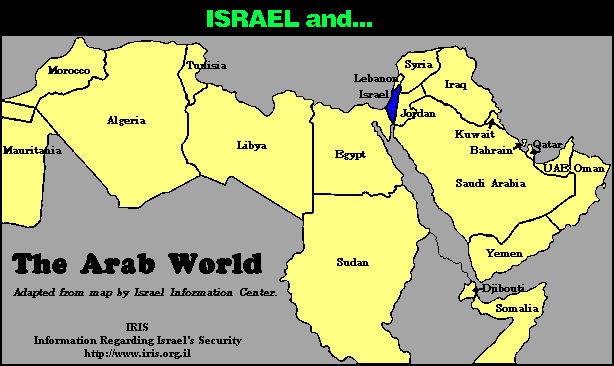 ISRAEL and...
Morocco
Tunisia
Algeria
Libya
Egypt
Mauritania
Sudan
Lebanon
Israel
Syria
Iraq
Jordan
Kuwait
Bahrain
Qatar
UAE
Oman
Saudi Arabia
Yemen
Djibouti
Somalia
The Arab World
Adapted from map by Israel Information Center.
IRIS
Information Regarding Israel's Security
http://www.iris.org.il